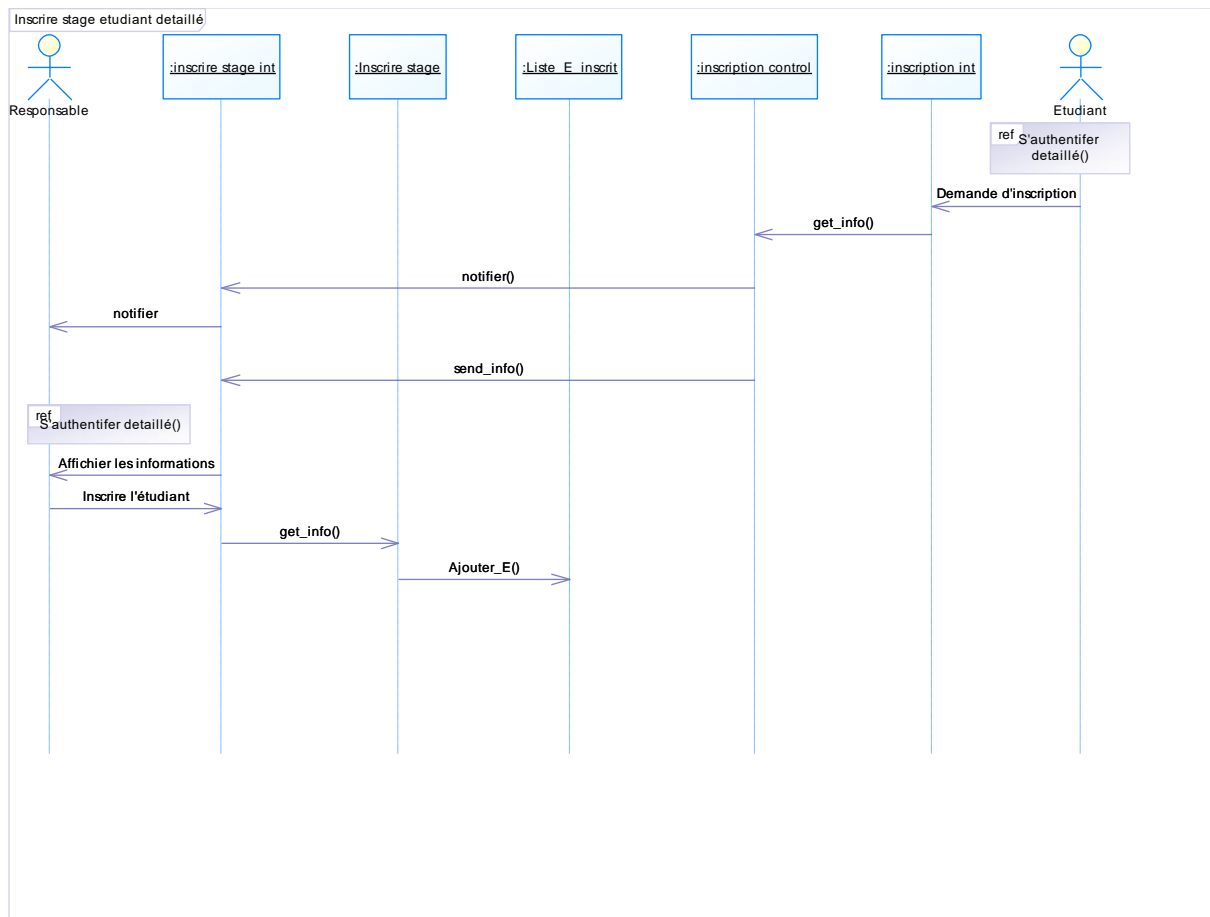 Inscrire stage etudiant detaillé
:inscrire stage int
:Inscrire stage
:Liste_E_inscrit
:inscription control
:inscription int
Responsable
Etudiant
ref
S'authentifer
detaillé()
Demande d'inscription
get_info()
notifier()
notifier
send_info()
ref
S'authentifer detaillé()
Affichier les informations
Inscrire l'étudiant
get_info()
Ajouter_E()